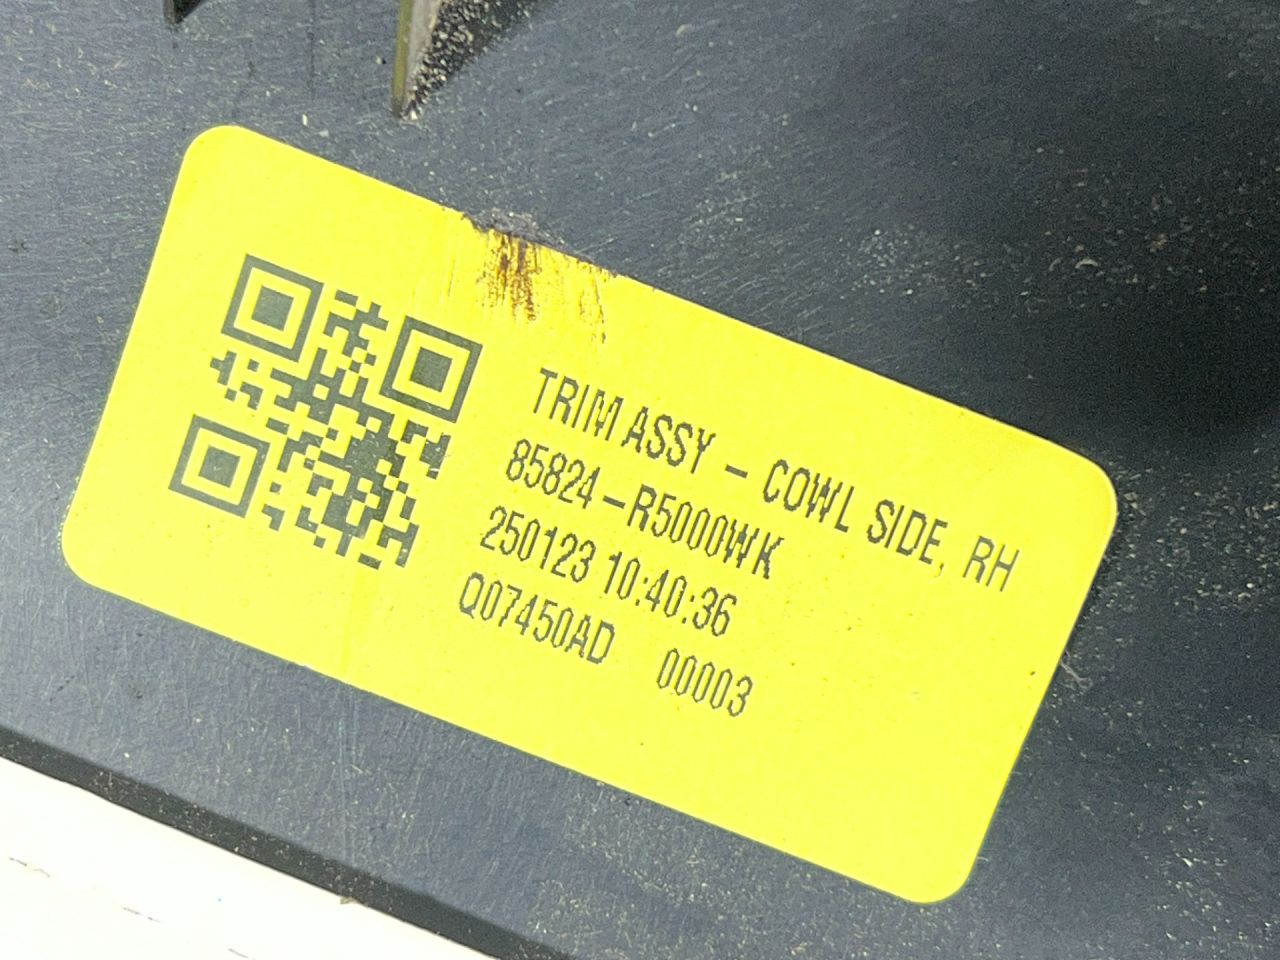 TRIM ASSY - COWL SIDE, RH
85824-R5000WK
250123 10:40:36
Q07450AD 00003